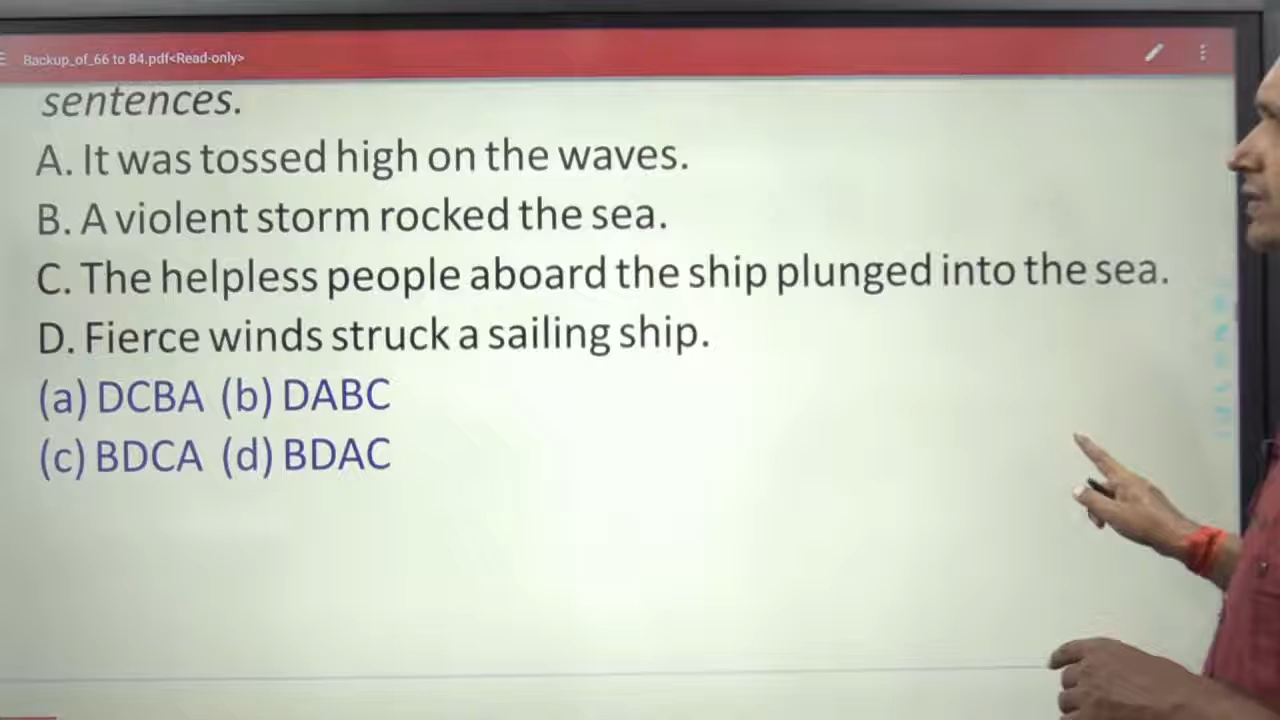 Backup_of_66 to 84.pdf<Read-only>
sentences.
A. It was tossed high on the waves.
B. A violent storm rocked the sea.
C. The helpless people aboard the ship plunged into the sea.
D. Fierce winds struck a sailing ship.
(a) DCBA (b) DABC
(c) BDCA (d) BDAC